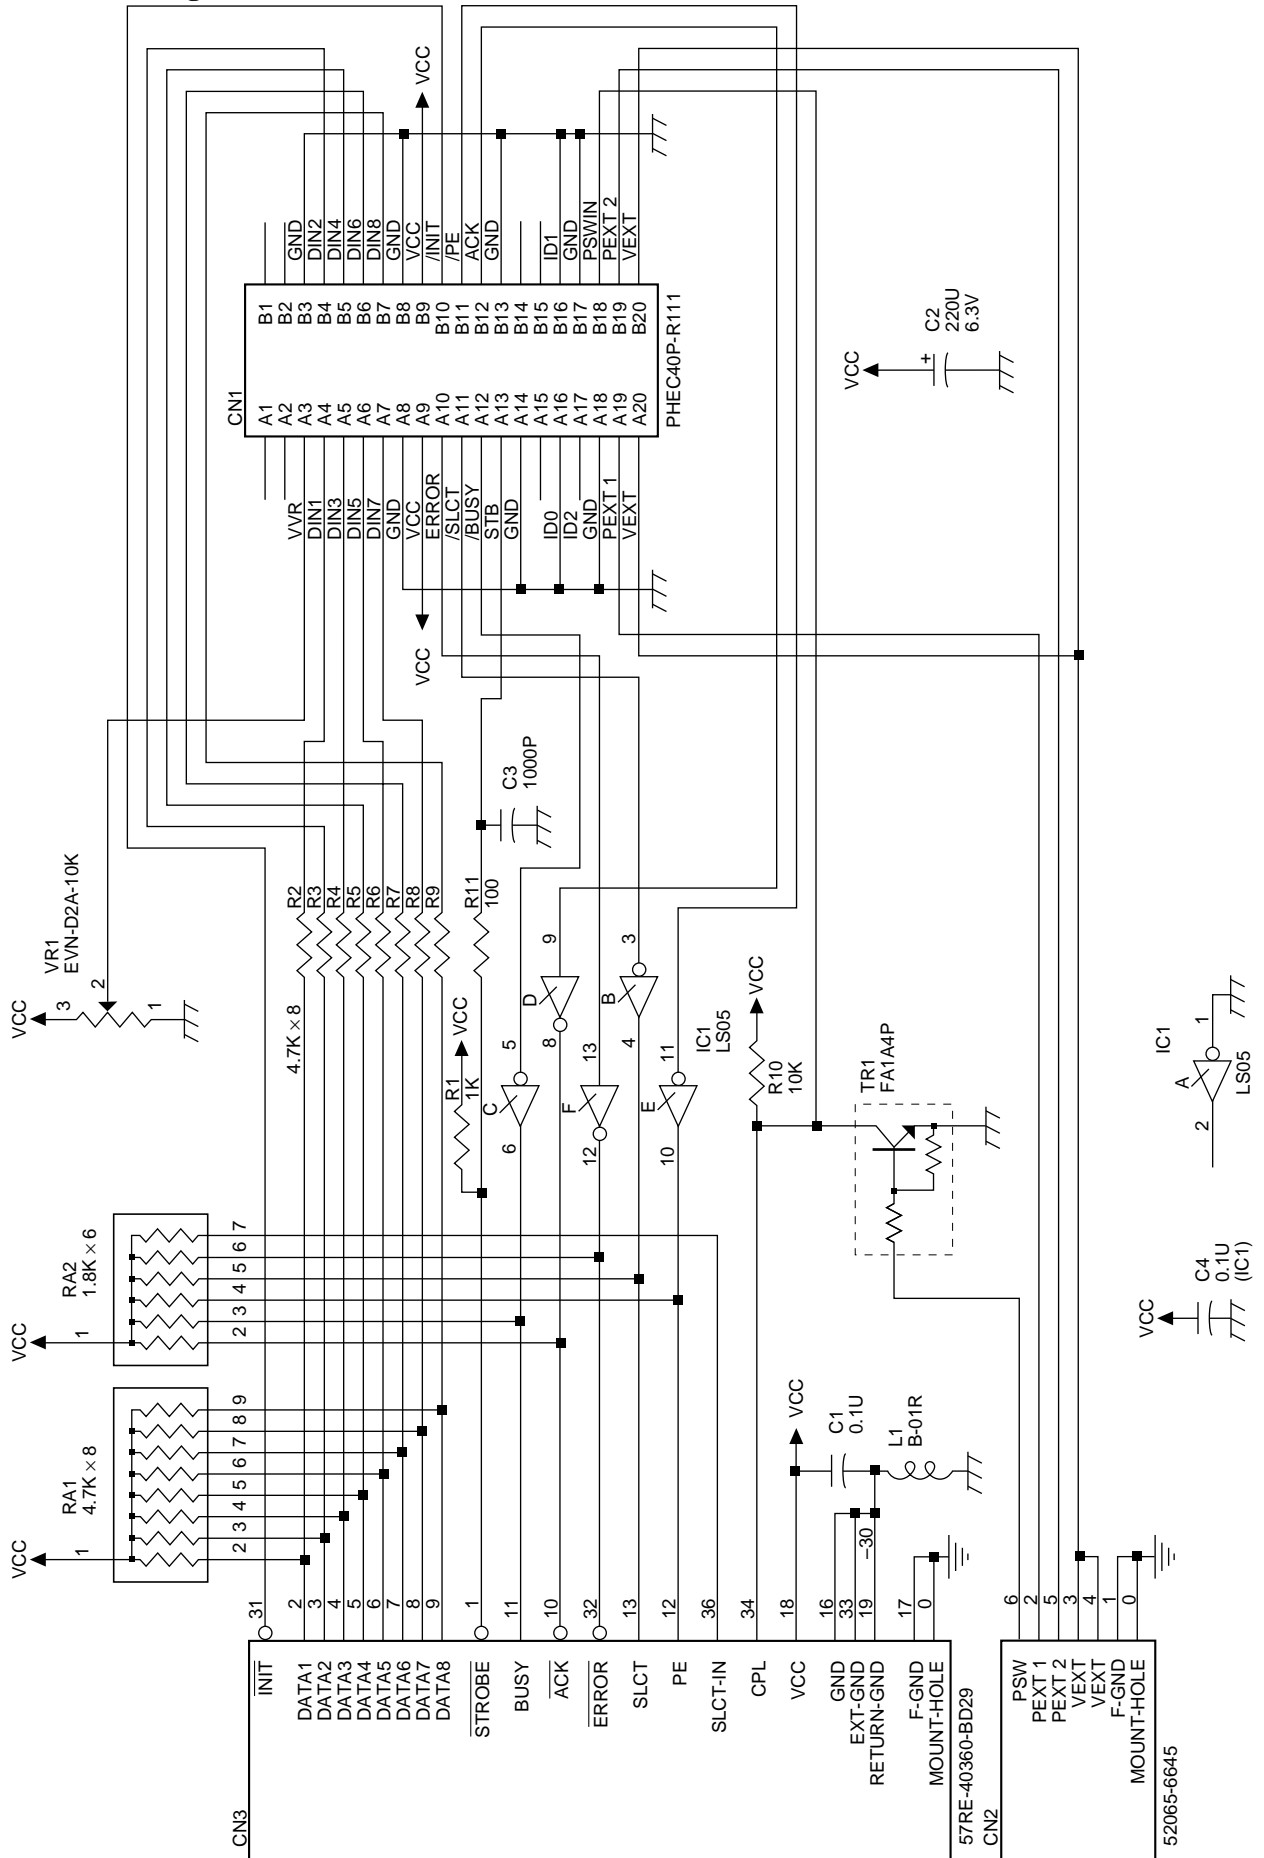 VCC
VR1
EVN-D2A-10K
3
2
1
VCC
1
RA2
1.8K × 6
2
3
4
5
6
7
VCC
1
RA1
4.7K × 8
2
3
4
5
6
7
8
9
CN1
A1
A2
A3
A4
A5
A6
A7
A8
A9
A10
A11
A12
A13
A14
A15
A16
A17
A18
A19
A20
B1
B2
B3
B4
B5
B6
B7
B8
B9
B10
B11
B12
B13
B14
B15
B16
B17
B18
B19
B20
PHEC40P-R111
GND
DIN2
DIN4
DIN6
DIN8
GND
VCC
/INIT
/PE
ACK
GND
ID1
GND
PSWIN
PEXT 2
VEXT
VCC
VVR
DIN1
DIN3
DIN5
DIN7
GND
VCC
ERROR
/SLCT
/BUSY
STB
GND
ID0
ID2
GND
PEXT 1
VEXT
VCC
4.7K × 8
R2
R3
R4
R5
R6
R7
R8
R9
R11
100
C3
1000P
R1
1K
VCC
C
5
6
D
9
8
F
13
12
B
3
4
E
11
10
IC1
LS05
VCC
R10
10K
TR1
FA1A4P
VCC
C2
220U
6.3V
+
IC1
A
1
2
LS05
VCC
C4
0.1U
(IC1)
VCC
C1
0.1U
L1
B-01R
CN3
INIT
31
DATA1
2
DATA2
3
DATA3
4
DATA4
5
DATA5
6
DATA6
7
DATA7
8
DATA8
9
STROBE
1
BUSY
11
ACK
10
ERROR
32
SLCT
13
PE
12
SLCT-IN
36
CPL
34
VCC
18
GND
16
EXT-GND
33
RETURN-GND
19
–30
F-GND
17
MOUNT-HOLE
0
57RE-40360-BD29
CN2
PSW
6
PEXT 1
2
PEXT 2
5
VEXT
3
VEXT
4
F-GND
1
MOUNT-HOLE
0
52065-6645